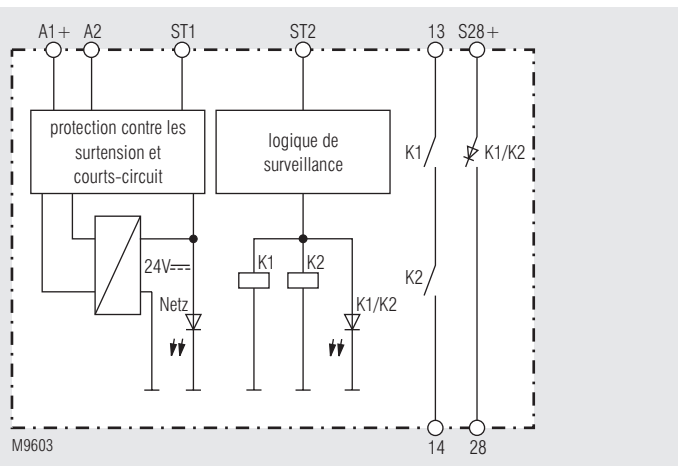 A1+ A2 ST1 ST2 13 S28+
protection contre les
surtension et
courts-circuit
logique de
surveillance
K1 K1/K2
24V
K1 K2
K2
Netz K1/K2
M9603
14 28